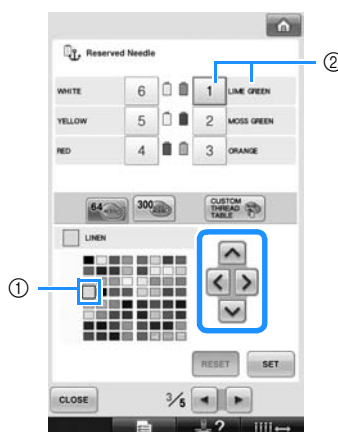 Reserved Needle
②
WHITE 6 1 LIME GREEN
YELLOW 5 2 MOSS GREEN
RED 4 3 ORANGE
64 300 CUSTOM THREAD TABLE
LINEN
①
RESET SET
CLOSE 3/5
?